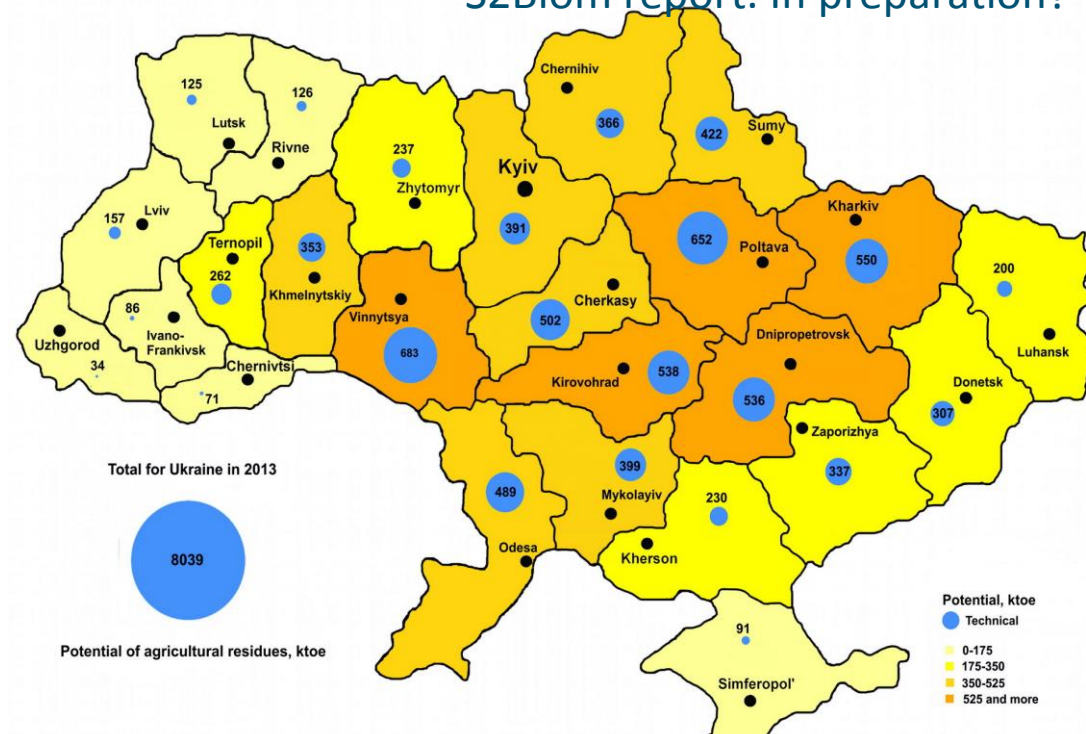 S2Biom report: In preparation?
Chernihiv
366
422
Sumy
125
Lutsk
126
Rivne
237
Zhytomyr
Kyiv
391
157
Lviv
Ternopil
262
353
Khmelnytskiy
652
Poltava
Kharkiv
550
200
Luhansk
86
Ivano-
Frankivsk
Uzhgorod
34
Chernivtsi
71
Vinnytsya
683
Cherkasy
502
Kirovohrad
538
Dnipropetrovsk
536
Donetsk
307
Zaporizhya
337
489
Odesa
399
Mykolayiv
230
Kherson
91
Simferopol'
Total for Ukraine in 2013
8039
Potential of agricultural residues, ktoe
Potential, ktoe
Technical
0-175
175-350
350-525
525 and more